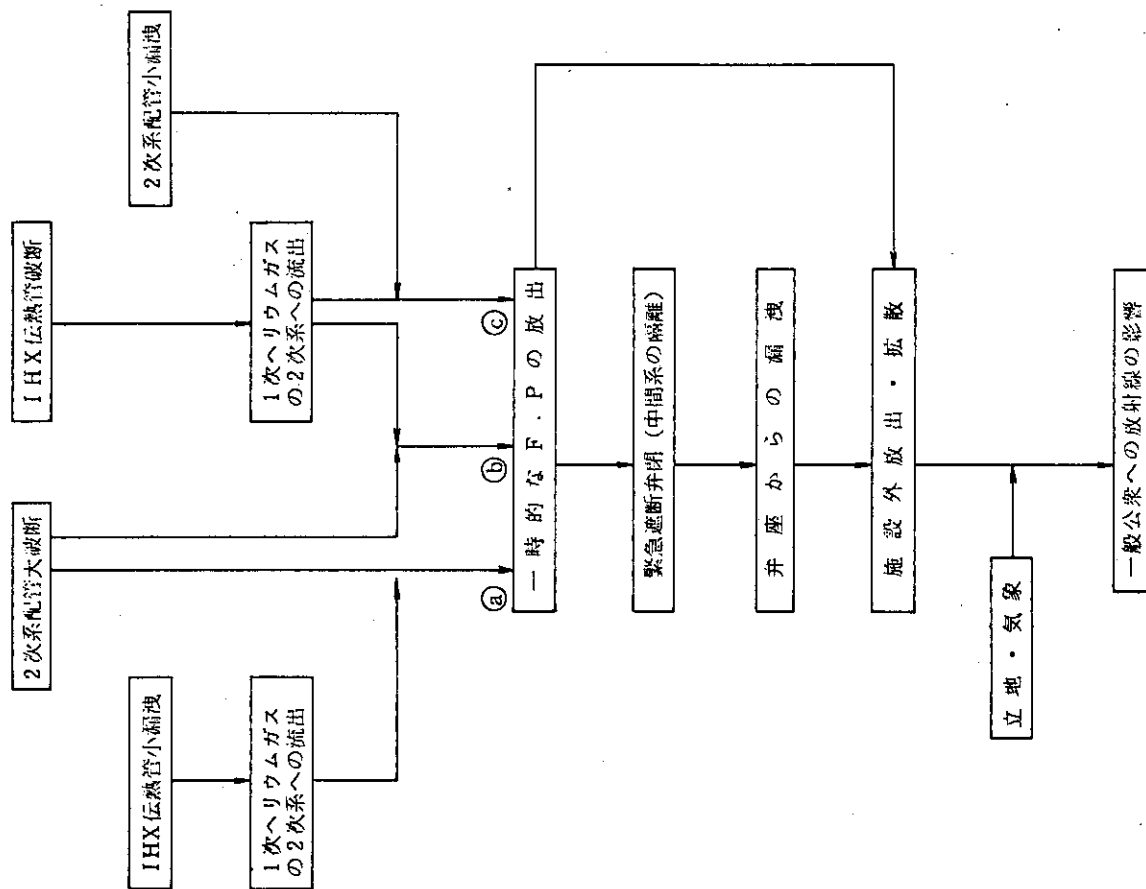 2次系配管小漏洩
IHX伝熱管破断
1次ヘリウムガス
の2次系への流出
2次系配管大破断
IHX伝熱管小漏洩
1次ヘリウムガス
の2次系への流出
ⓐ
ⓑ
ⓒ
一時的なF.Pの放出
緊急遮断弁閉(中間系の隔離)
弁座からの漏洩
施設外放出・拡散
立地・気象
一般公衆への放射線の影響